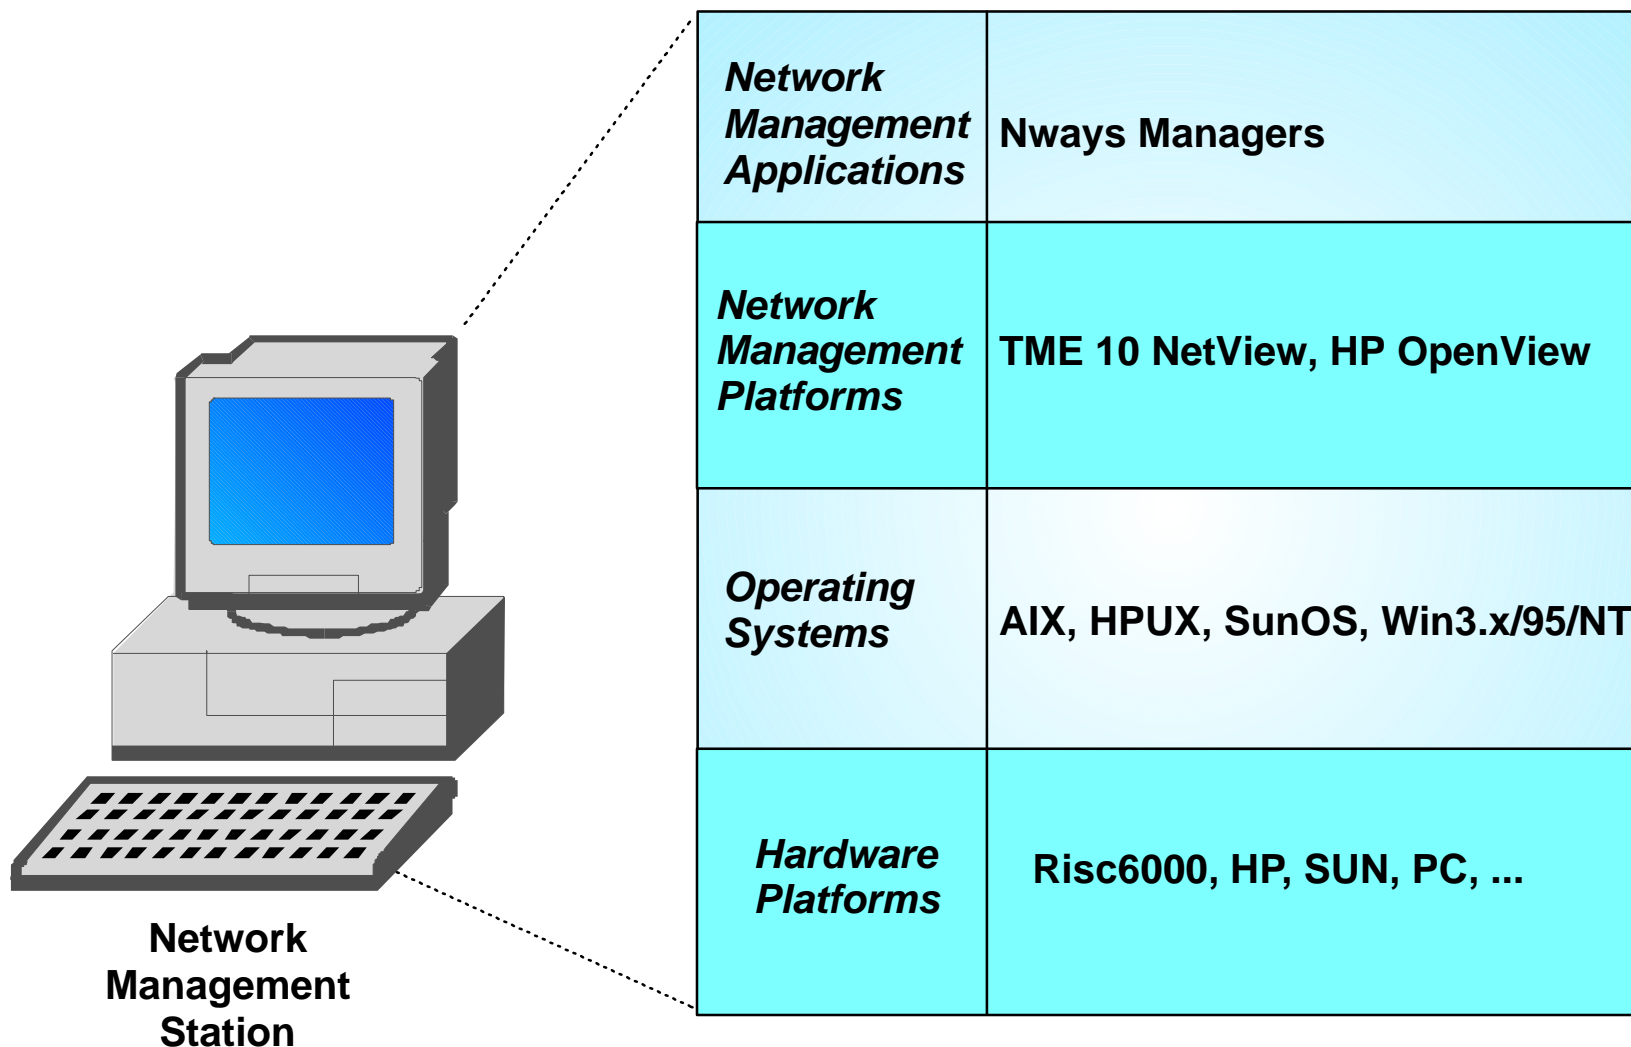 Network
Management
Applications
Nways Managers
Network
Management
Platforms
TME 10 NetView, HP OpenView
Operating
Systems
AIX, HPUX, SunOS, Win3.x/95/NT
Hardware
Platforms
Risc6000, HP, SUN, PC, ...
Network
Management
Station